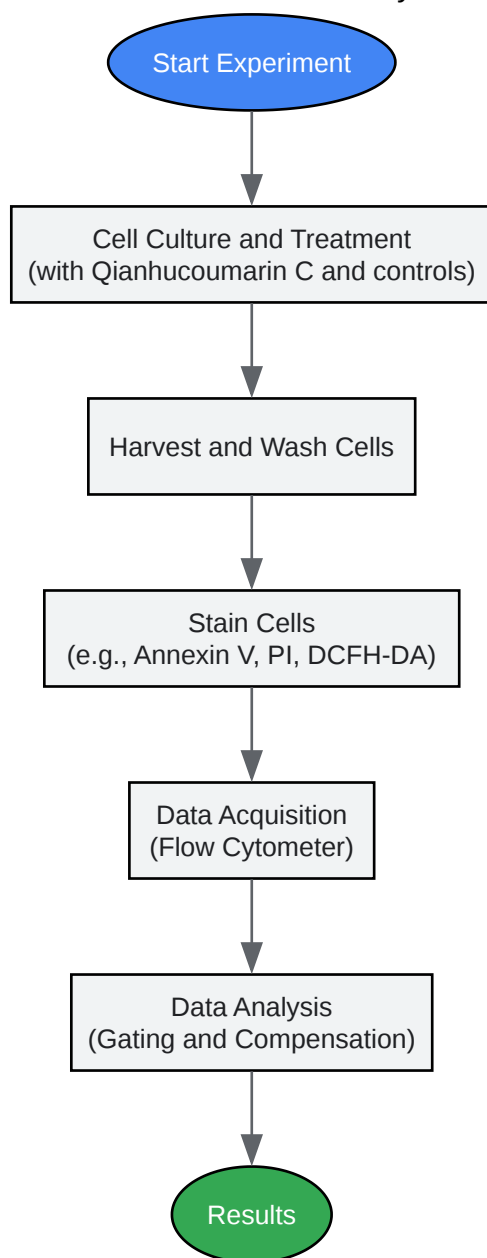 Start Experiment
Cell Culture and Treatment
(with Qianhucoumarin C and controls)
Harvest and Wash Cells
Stain Cells
(e.g., Annexin V, PI, DCFH-DA)
Data Acquisition
(Flow Cytometer)
Data Analysis
(Gating and Compensation)
Results